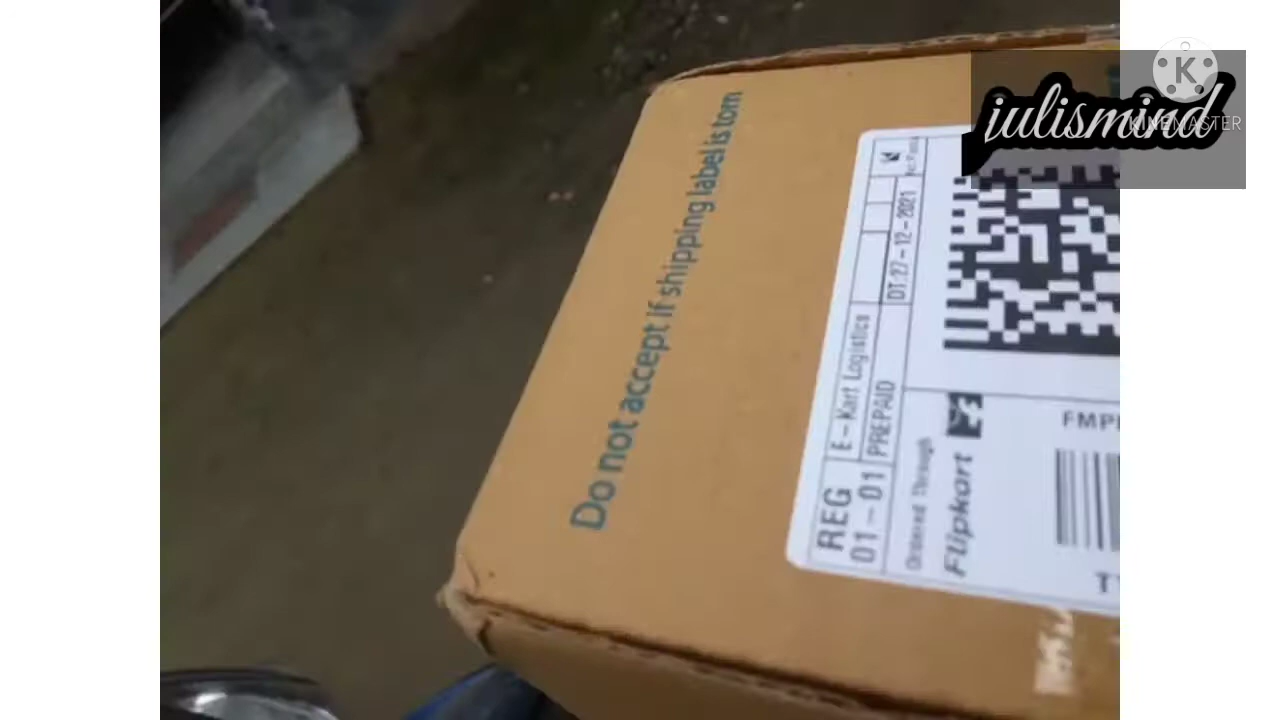 julismind
KINEMASTER
Do not accept if shipping label is torn
REG
E-Kart Logistics
01-01
PREPAID
DT:27-12-2021
Ordered Through
Flipkart